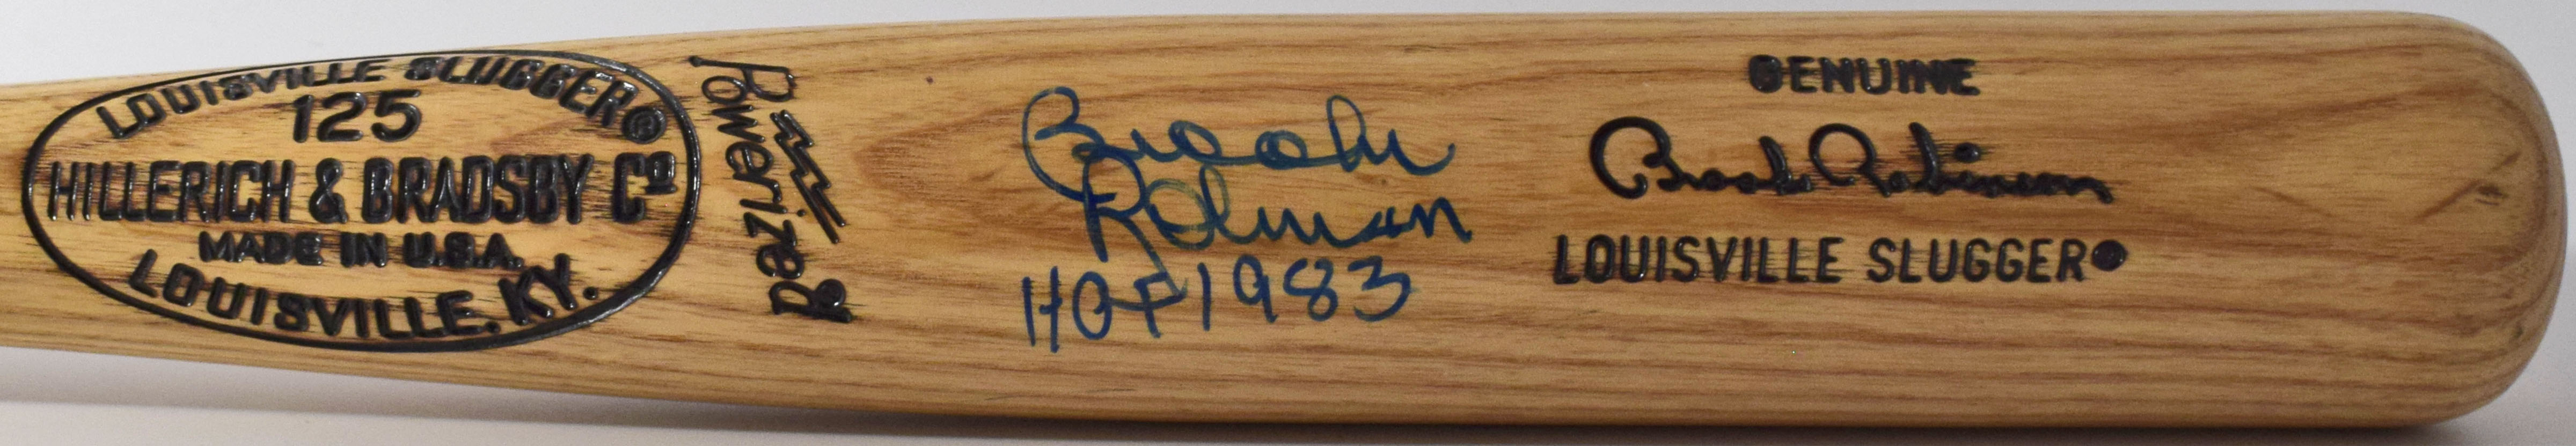 LOUISVILLE SLUGGER®
125
HILLERICH & BRADSBY Cº
MADE IN U.S.A.
LOUISVILLE, KY.
Powerized
Brooks
Robinson
HOF 1983
GENUINE
Brooks Robinson
LOUISVILLE SLUGGER®